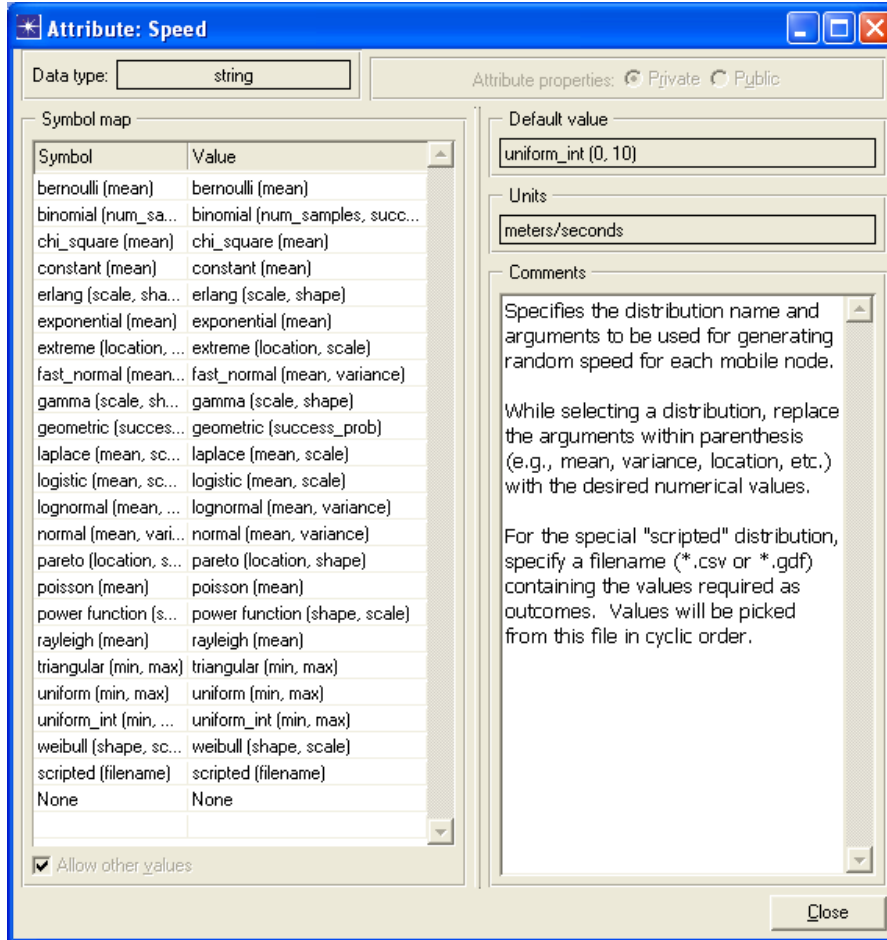 Attribute: Speed
Data type: string
Attribute properties: Private Public
Symbol map
Symbol Value
bernoulli (mean) bernoulli (mean)
binomial (num_sa... binomial (num_samples, succ...
chi_square (mean) chi_square (mean)
constant (mean) constant (mean)
erlang (scale, sha... erlang (scale, shape)
exponential (mean) exponential (mean)
extreme (location, ... extreme (location, scale)
fast_normal (mean... fast_normal (mean, variance)
gamma (scale, sh... gamma (scale, shape)
geometric (succes... geometric (success_prob)
laplace (mean, sc... laplace (mean, scale)
logistic (mean, sc... logistic (mean, scale)
lognormal (mean, ... lognormal (mean, variance)
normal (mean, vari... normal (mean, variance)
pareto (location, s... pareto (location, shape)
poisson (mean) poisson (mean)
power function (s... power function (shape, scale)
rayleigh (mean) rayleigh (mean)
triangular (min, max) triangular (min, max)
uniform (min, max) uniform (min, max)
uniform_int (min, ... uniform_int (min, max)
weibull (shape, sc... weibull (shape, scale)
scripted (filename) scripted (filename)
None None
Allow other values
Default value
uniform_int (0, 10)
Units
meters/seconds
Comments
Specifies the distribution name and
arguments to be used for generating
random speed for each mobile node.
While selecting a distribution, replace
the arguments within parenthesis
(e.g., mean, variance, location, etc.)
with the desired numerical values.
For the special "scripted" distribution,
specify a filename (*.csv or *.gdf)
containing the values required as
outcomes.  Values will be picked
from this file in cyclic order.
Close